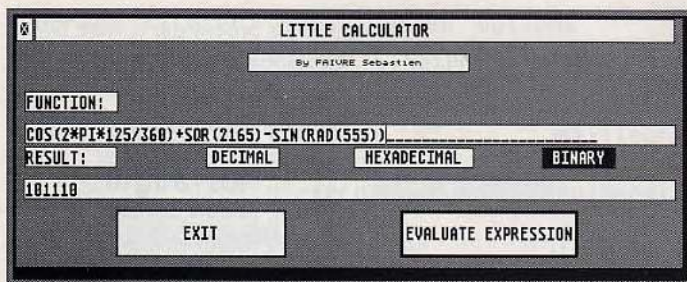 LITTLE CALCULATOR
By FAIVRE Sebastien
FUNCTION:
COS(2*PI*125/360)+SQR(2165)-SIN(RAD(555))
RESULT: DECIMAL HEXADECIMAL BINARY
101110
EXIT EVALUATE EXPRESSION